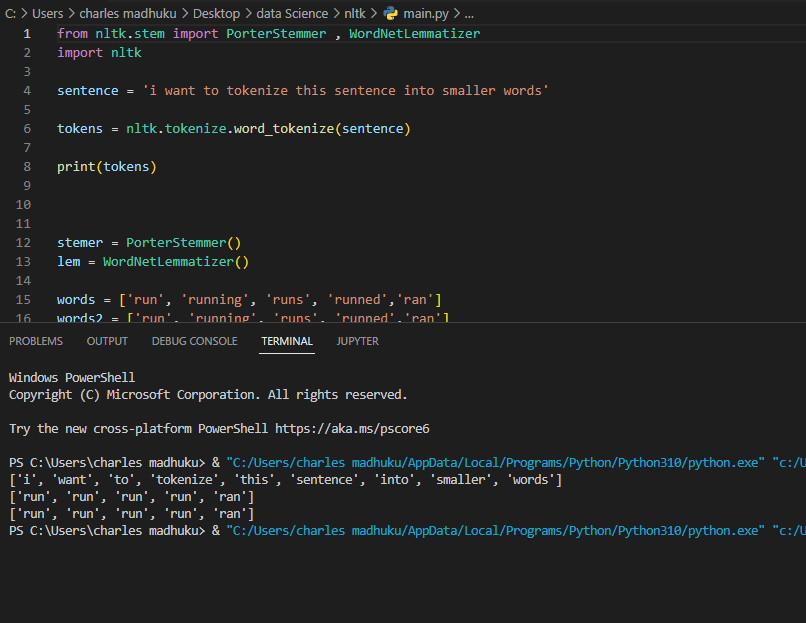 C: > Users > charles madhuku > Desktop > data Science > nltk > main.py > ...
1 from nltk.stem import PorterStemmer , WordNetLemmatizer
2 import nltk
3
4 sentence = 'i want to tokenize this sentence into smaller words'
5
6 tokens = nltk.tokenize.word_tokenize(sentence)
7
8 print(tokens)
9
10
11
12 stemer = PorterStemmer()
13 lem = WordNetLemmatizer()
14
15 words = ['run', 'running', 'runs', 'runned','ran']
16 words2 = ['run', 'running', 'runs', 'runned','ran']
PROBLEMS OUTPUT DEBUG CONSOLE TERMINAL JUPYTER
Windows PowerShell
Copyright (C) Microsoft Corporation. All rights reserved.
Try the new cross-platform PowerShell https://aka.ms/pscore6
PS C:\Users\charles madhuku> & "C:/Users/charles madhuku/AppData/Local/Programs/Python/Python310/python.exe" "c:/U
['i', 'want', 'to', 'tokenize', 'this', 'sentence', 'into', 'smaller', 'words']
['run', 'run', 'run', 'run', 'ran']
['run', 'run', 'run', 'run', 'ran']
PS C:\Users\charles madhuku> & "C:/Users/charles madhuku/AppData/Local/Programs/Python/Python310/python.exe" "c:/U